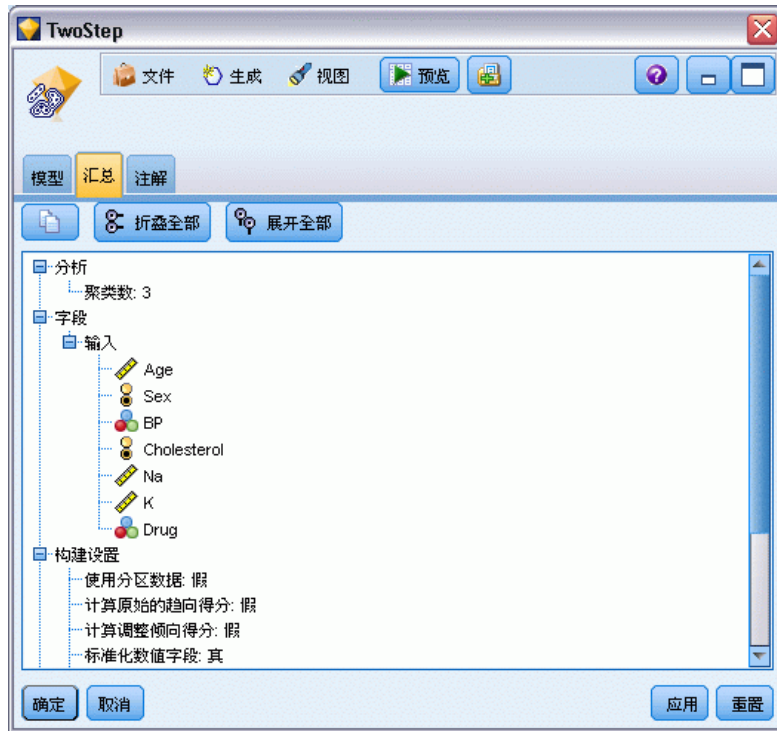 TwoStep
文件 生成 视图 预览
模型 汇总 注解
折叠全部 展开全部
分析
聚类数: 3
字段
输入
Age
Sex
BP
Cholesterol
Na
K
Drug
构建设置
使用分区数据: 假
计算原始的趋向得分: 假
计算调整倾向得分: 假
标准化数值字段: 真
确定 取消 应用 重置